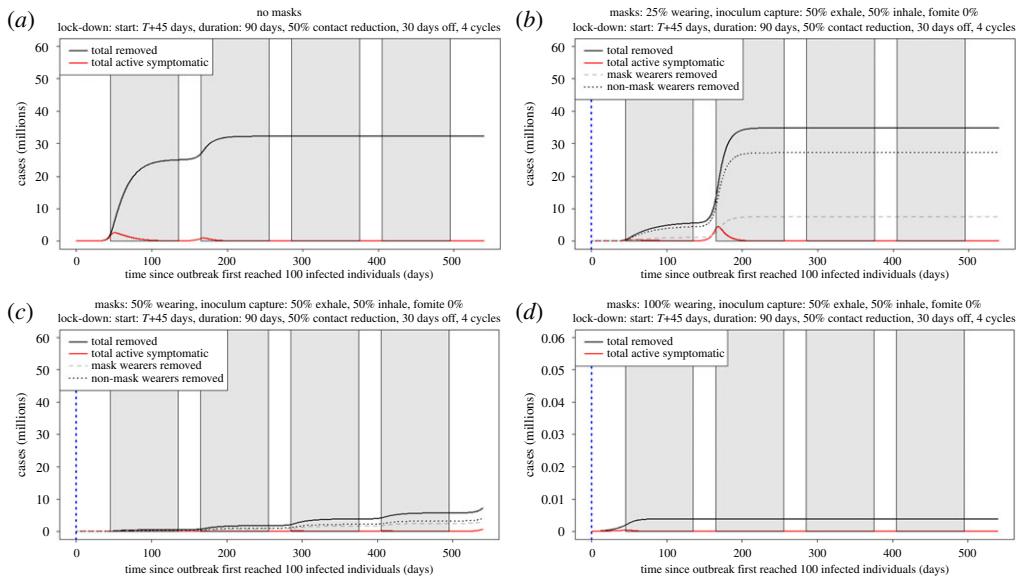 (a)
no masks
lock-down: start: T+45 days, duration: 90 days, 50% contact reduction, 30 days off, 4 cycles
total removed
total active symptomatic
60
50
40
30
20
10
0
cases (millions)
0 100 200 300 400 500
time since outbreak first reached 100 infected individuals (days)
(b)
masks: 25% wearing, inoculum capture: 50% exhale, 50% inhale, fomite 0%
lock-down: start: T+45 days, duration: 90 days, 50% contact reduction, 30 days off, 4 cycles
total removed
total active symptomatic
mask wearers removed
non-mask wearers removed
60
50
40
30
20
10
0
cases (millions)
0 100 200 300 400 500
time since outbreak first reached 100 infected individuals (days)
(c)
masks: 50% wearing, inoculum capture: 50% exhale, 50% inhale, fomite 0%
lock-down: start: T+45 days, duration: 90 days, 50% contact reduction, 30 days off, 4 cycles
total removed
total active symptomatic
mask wearers removed
non-mask wearers removed
60
50
40
30
20
10
0
cases (millions)
0 100 200 300 400 500
time since outbreak first reached 100 infected individuals (days)
(d)
masks: 100% wearing, inoculum capture: 50% exhale, 50% inhale, fomite 0%
lock-down: start: T+45 days, duration: 90 days, 50% contact reduction, 30 days off, 4 cycles
total removed
total active symptomatic
0.06
0.05
0.04
0.03
0.02
0.01
0
cases (millions)
0 100 200 300 400 500
time since outbreak first reached 100 infected individuals (days)